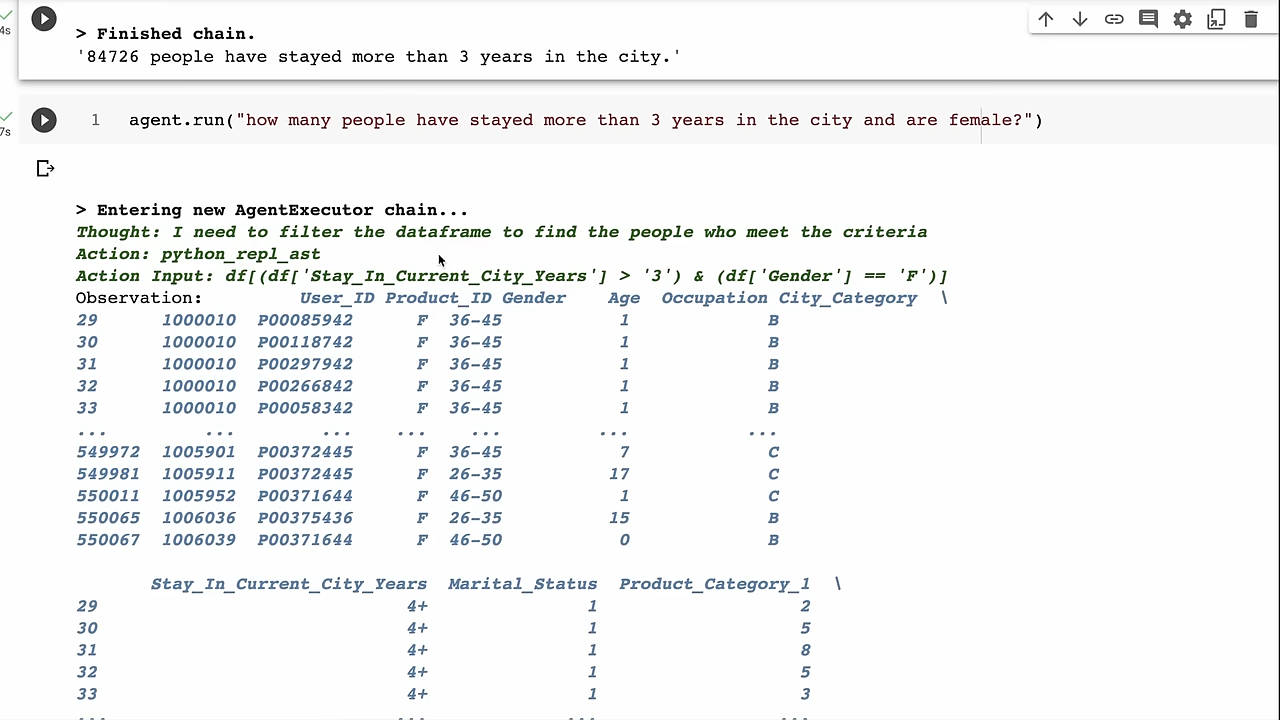 4s
> Finished chain.
'84726 people have stayed more than 3 years in the city.'
7s
1 agent.run("how many people have stayed more than 3 years in the city and are female?")
> Entering new AgentExecutor chain...
Thought: I need to filter the dataframe to find the people who meet the criteria
Action: python_repl_ast
Action Input: df[(df['Stay_In_Current_City_Years'] > '3') & (df['Gender'] == 'F')]
Observation: User_ID Product_ID Gender Age Occupation City_Category \
29 1000010 P00085942 F 36-45 1 B
30 1000010 P00118742 F 36-45 1 B
31 1000010 P00297942 F 36-45 1 B
32 1000010 P00266842 F 36-45 1 B
33 1000010 P00058342 F 36-45 1 B
... ... ... ... ... ... ...
549972 1005901 P00372445 F 36-45 7 C
549981 1005911 P00372445 F 26-35 17 C
550011 1005952 P00371644 F 46-50 1 C
550065 1006036 P00375436 F 26-35 15 B
550067 1006039 P00371644 F 46-50 0 B
Stay_In_Current_City_Years Marital_Status Product_Category_1 \
29 4+ 1 2
30 4+ 1 5
31 4+ 1 8
32 4+ 1 5
33 4+ 1 3
... ... ... ...